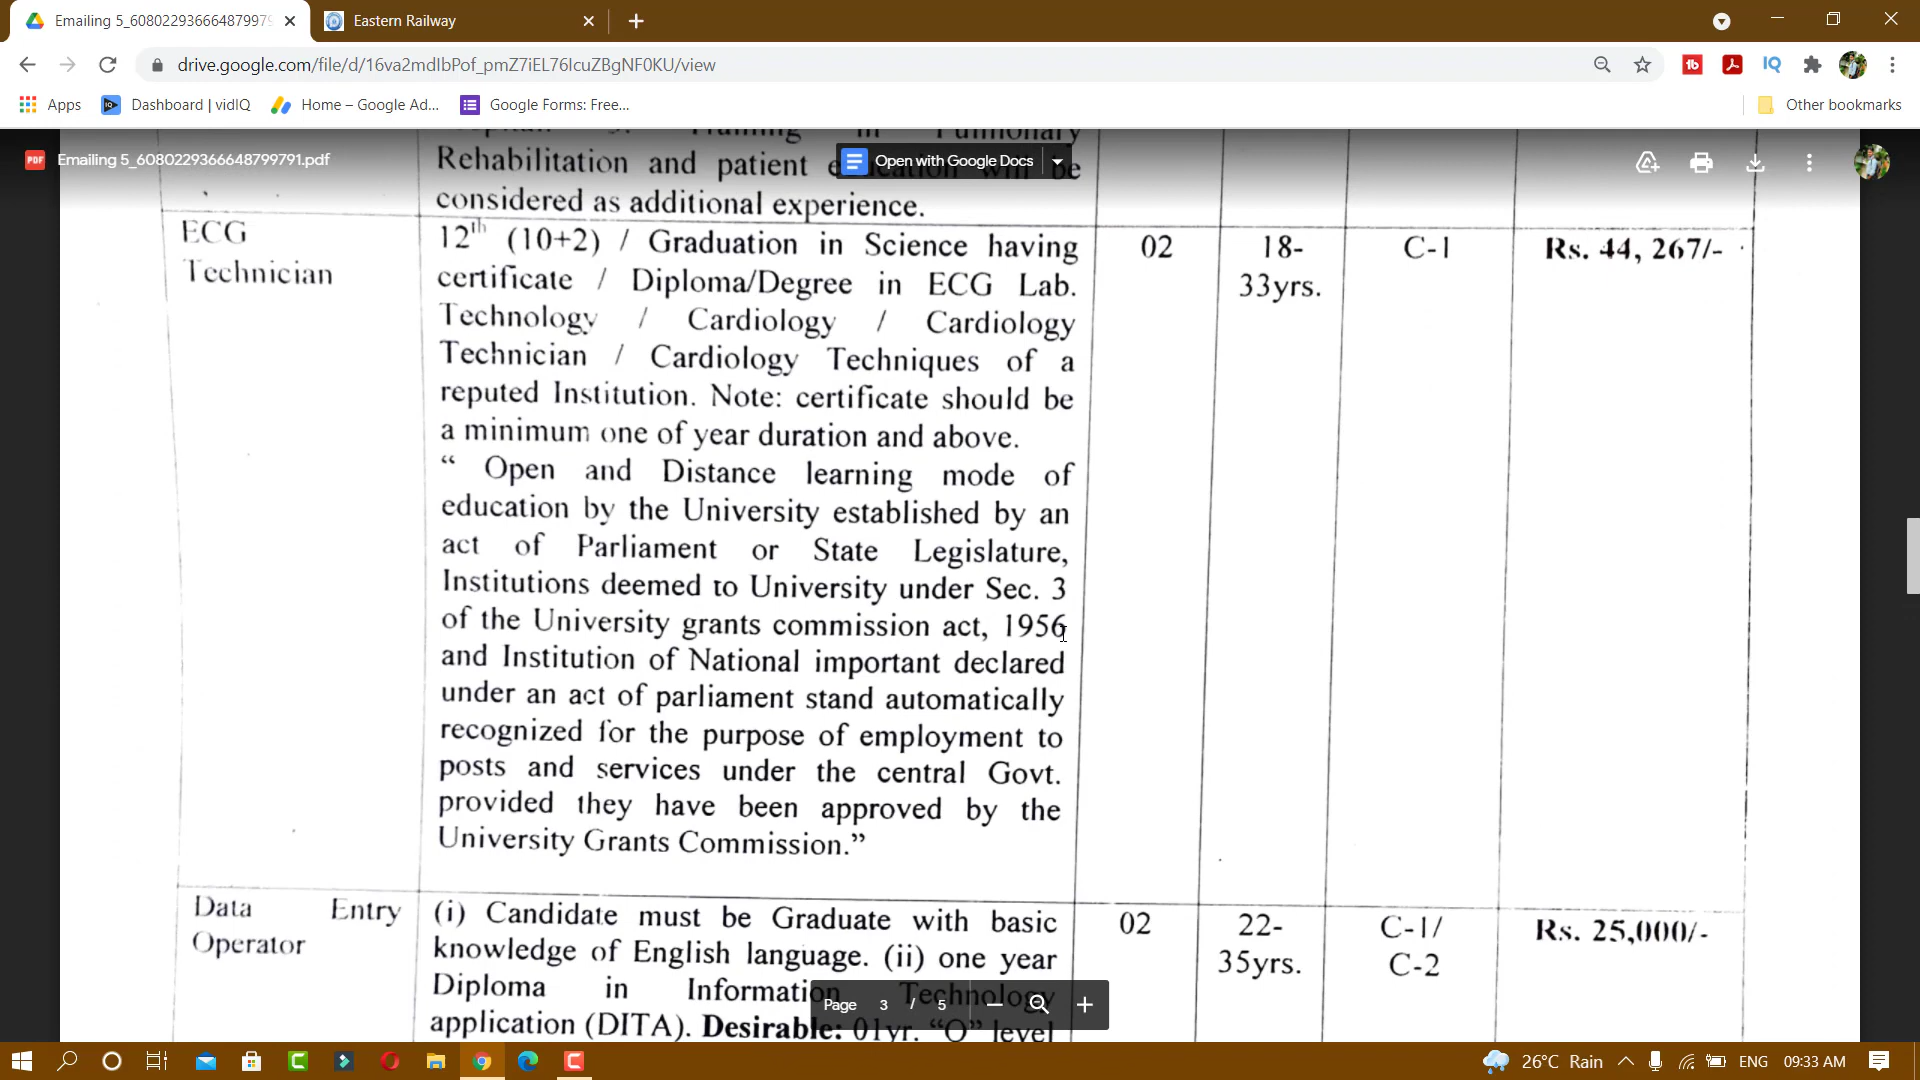 Emailing 5_608022936664879979
Eastern Railway
drive.google.com/file/d/16va2mdIbPof_pmZ7iEL76IcuZBgNF0KU/view
Apps
Dashboard | vidIQ
Home – Google Ad...
Google Forms: Free...
Other bookmarks
PDF
Emailing 5_6080229366648799791.pdf
Open with Google Docs
Rehabilitation and patient education will be
considered as additional experience.
ECG
Technician
12th (10+2) / Graduation in Science having
certificate / Diploma/Degree in ECG Lab.
Technology / Cardiology / Cardiology
Technician / Cardiology Techniques of a
reputed Institution. Note: certificate should be
a minimum one of year duration and above.
“ Open and Distance learning mode of
education by the University established by an
act of Parliament or State Legislature,
Institutions deemed to University under Sec. 3
of the University grants commission act, 1956
and Institution of National important declared
under an act of parliament stand automatically
recognized for the purpose of employment to
posts and services under the central Govt.
provided they have been approved by the
University Grants Commission.”
02
18-
33yrs.
C-1
Rs. 44, 267/-
Data Entry
Operator
(i) Candidate must be Graduate with basic
knowledge of English language. (ii) one year
Diploma in Information Technology
application (DITA). Desirable: 01yr. “O” level
02
22-
35yrs.
C-1/
C-2
Rs. 25,000/-
Page 3 / 5
26°C Rain
ENG
09:33 AM